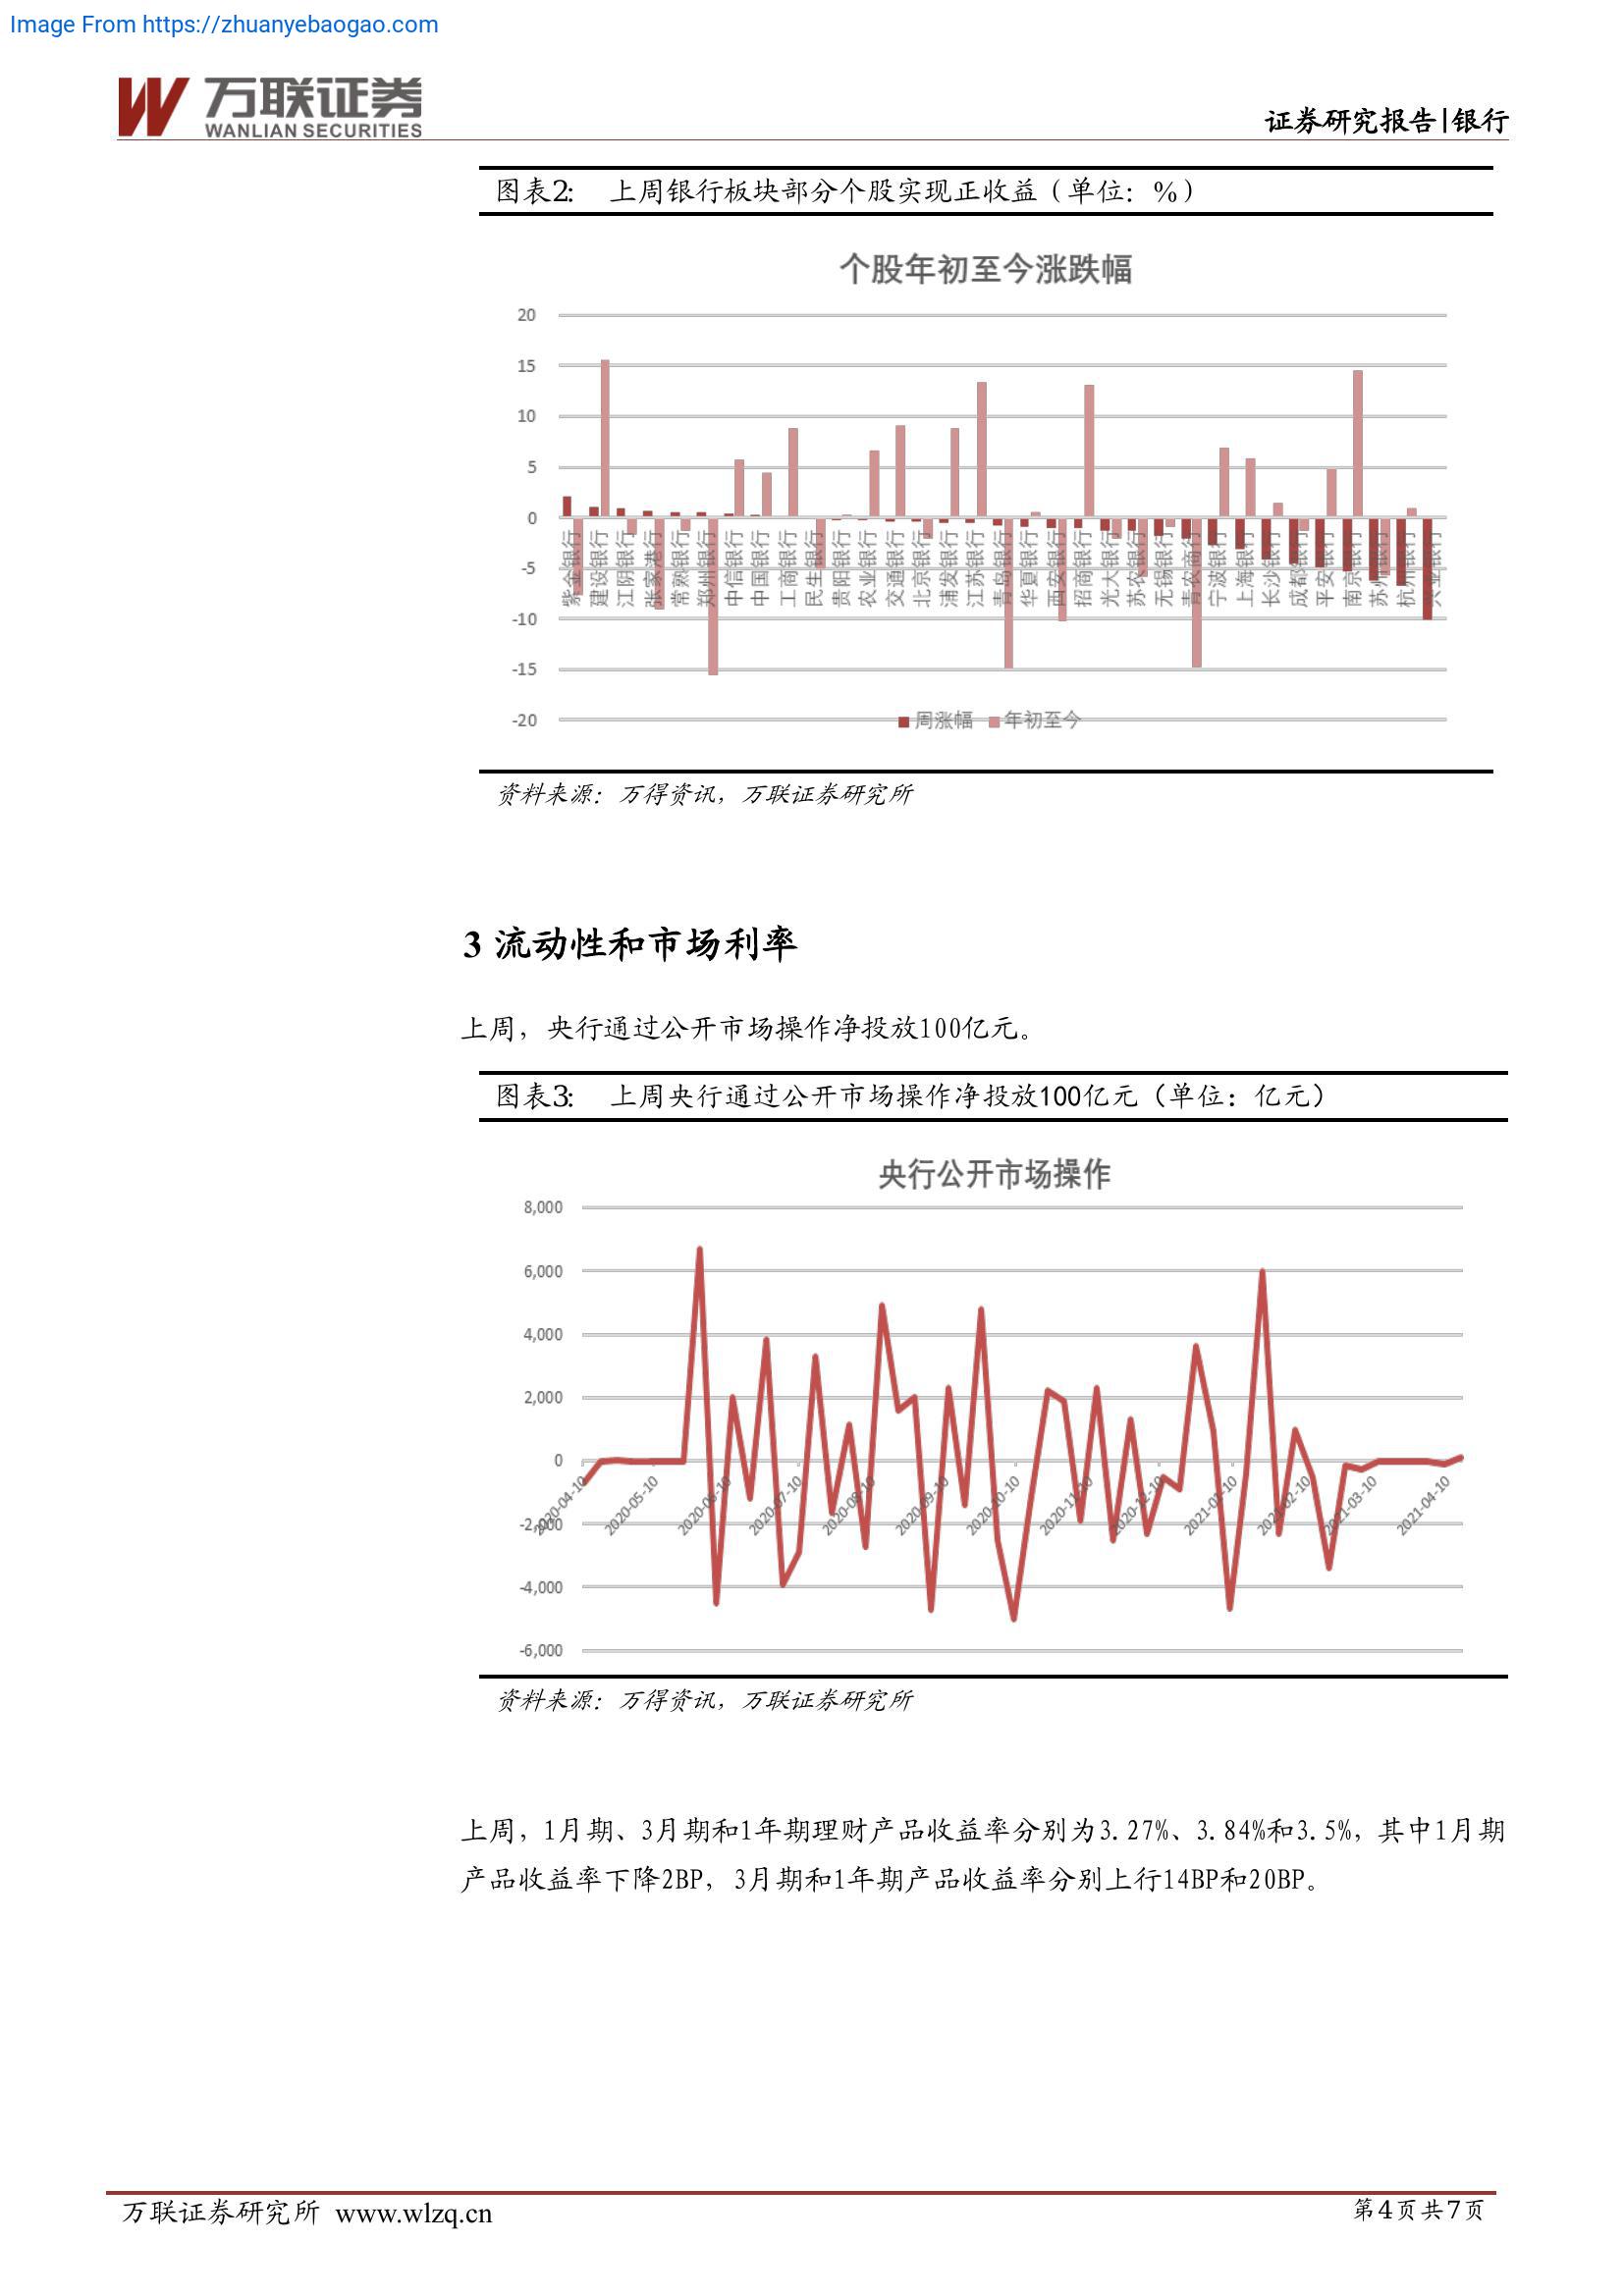 Image From https://zhuanyebaogao.com
万联证券
WANLIAN SECURITIES
证券研究报告|银行
图表2: 上周银行板块部分个股实现正收益（单位：%）
个股年初至今涨跌幅
20
15
10
5
0
-5
-10
-15
-20
紫金银行
建设银行
江阴银行
张家港行
常熟银行
郑州银行
中信银行
中国银行
工商银行
民生银行
贵阳银行
农业银行
交通银行
北京银行
浦发银行
江苏银行
青岛银行
华夏银行
西安银行
招商银行
光大银行
苏农银行
无锡银行
青农商行
宁波银行
上海银行
长沙银行
成都银行
平安银行
南京银行
苏州银行
杭州银行
兴业银行
周涨幅 年初至今
资料来源：万得资讯，万联证券研究所
3 流动性和市场利率
上周，央行通过公开市场操作净投放100亿元。
图表3: 上周央行通过公开市场操作净投放100亿元（单位：亿元）
央行公开市场操作
8,000
6,000
4,000
2,000
0
-2,000
-4,000
-6,000
2020-04-10
2020-05-10
2020-06-10
2020-07-10
2020-08-10
2020-09-10
2020-10-10
2020-11-10
2020-12-10
2021-01-10
2021-02-10
2021-03-10
2021-04-10
资料来源：万得资讯，万联证券研究所
上周，1月期、3月期和1年期理财产品收益率分别为3.27%、3.84%和3.5%，其中1月期
产品收益率下降2BP，3月期和1年期产品收益率分别上行14BP和20BP。
万联证券研究所 www.wlzq.cn
第4页共7页